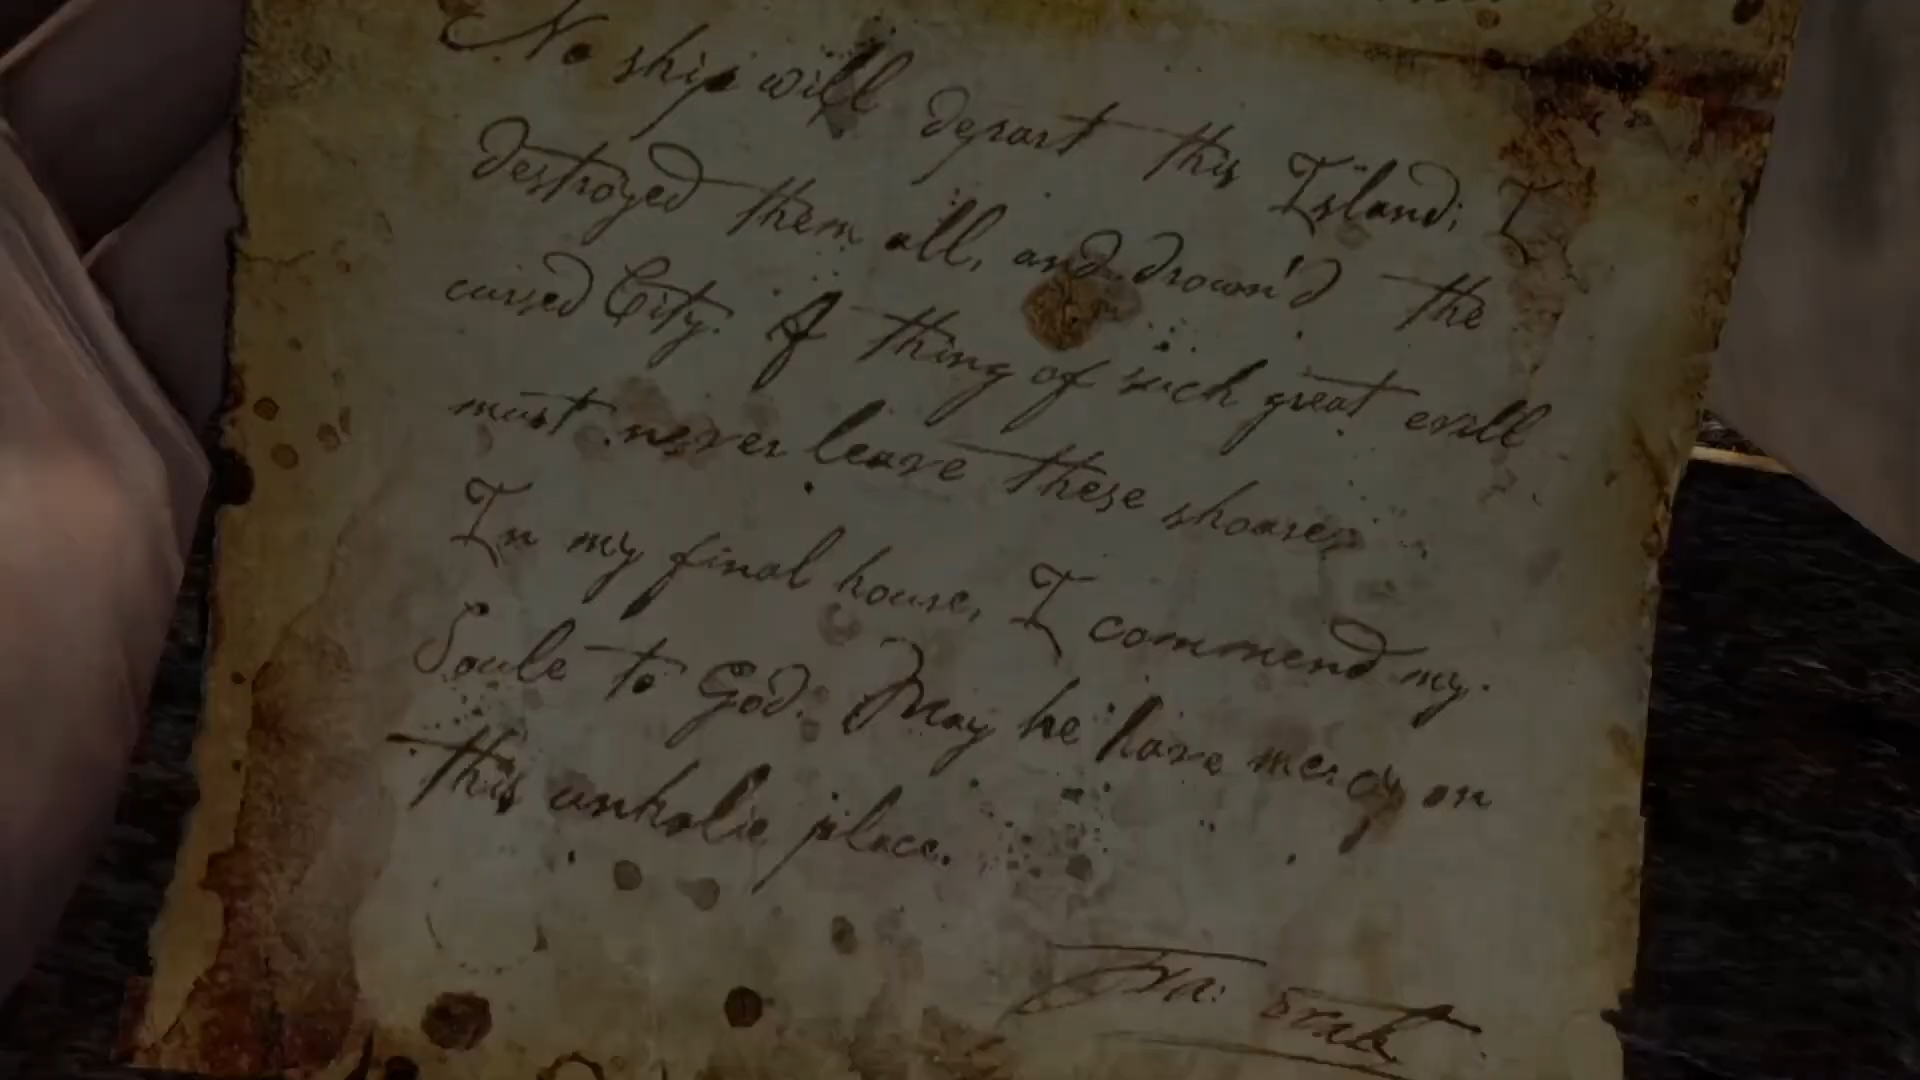 No ship will depart this Island; I
destroyed them all, and drown'd the
cursed City. A thing of such great evill
must never leave these shoares
In my final houre, I commend my
Soule to God. May he have mercy on
this unholie place.
Fra: Drak